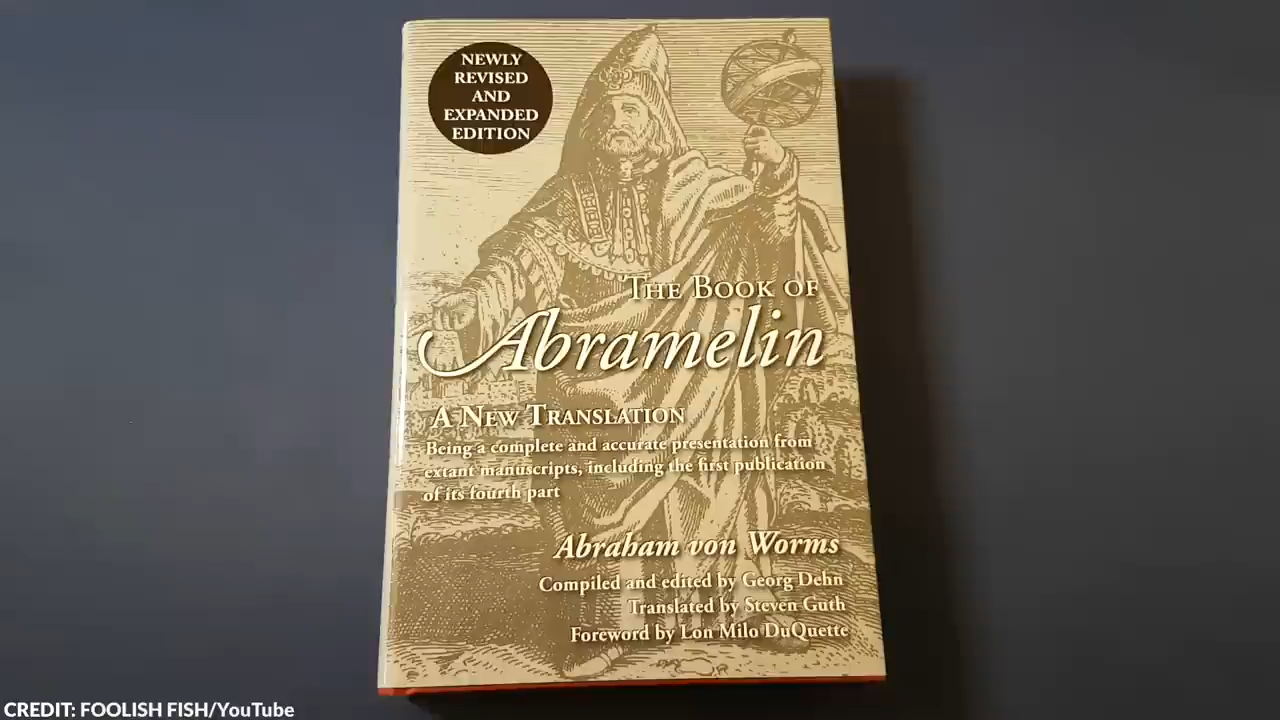 NEWLY
REVISED
AND
EXPANDED
EDITION
THE BOOK OF
Abramelin
A NEW TRANSLATION
Being a complete and accurate presentation from
extant manuscripts, including the first publication
of its fourth part
Abraham von Worms
Compiled and edited by Georg Dehn
Translated by Steven Guth
Foreword by Lon Milo DuQuette
CREDIT: FOOLISH FISH/YouTube